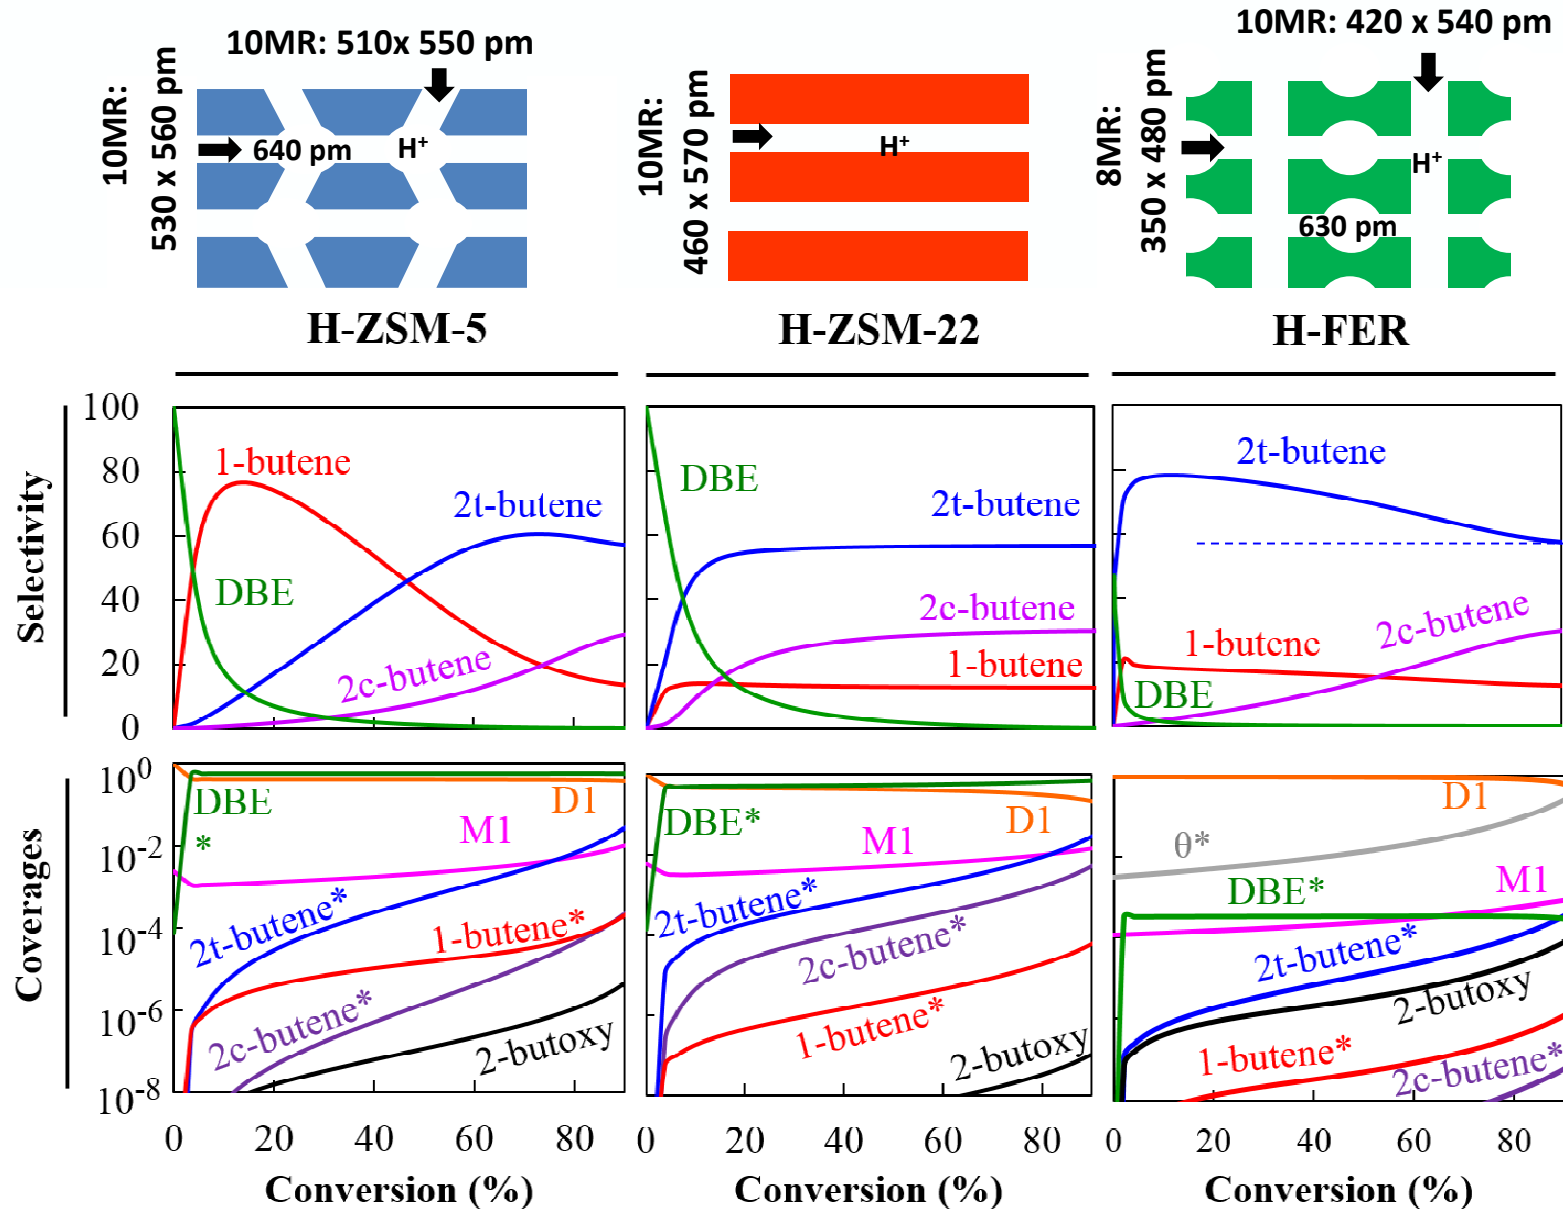 10MR: 510x 550 pm
10MR:
530 x 560 pm
640 pm
H+
H-ZSM-5
10MR:
460 x 570 pm
H+
H-ZSM-22
10MR: 420 x 540 pm
8MR:
350 x 480 pm
H+
630 pm
H-FER
Selectivity
100
80
60
40
20
0
1-butene
2t-butene
DBE
2c-butene
DBE
2t-butene
2c-butene
1-butene
2t-butene
2c-butene
1-butene
DBE
Coverages
10^0
10^-2
10^-4
10^-6
10^-8
DBE
*
D1
M1
2t-butene*
1-butene*
2c-butene*
2-butoxy
DBE*
D1
M1
2t-butene*
2c-butene*
1-butene*
2-butoxy
D1
θ*
DBE*
M1
2t-butene*
2-butoxy
1-butene*
2c-butene*
0 20 40 60 80
0 20 40 60 80
0 20 40 60 80
Conversion (%)
Conversion (%)
Conversion (%)